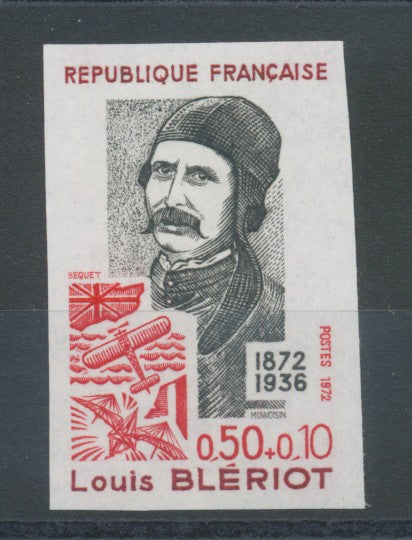 REPUBLIQUE FRANÇAISE
BEQUET
1872
1936
POSTES 1972
MONVOISIN
0,50+0,10
Louis BLÉRIOT